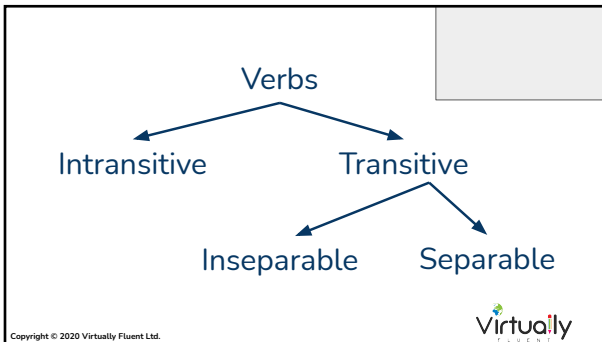 Verbs
Intransitive Transitive
Inseparable Separable
Virtually
FLUENT
Copyright © 2020 Virtually Fluent Ltd.